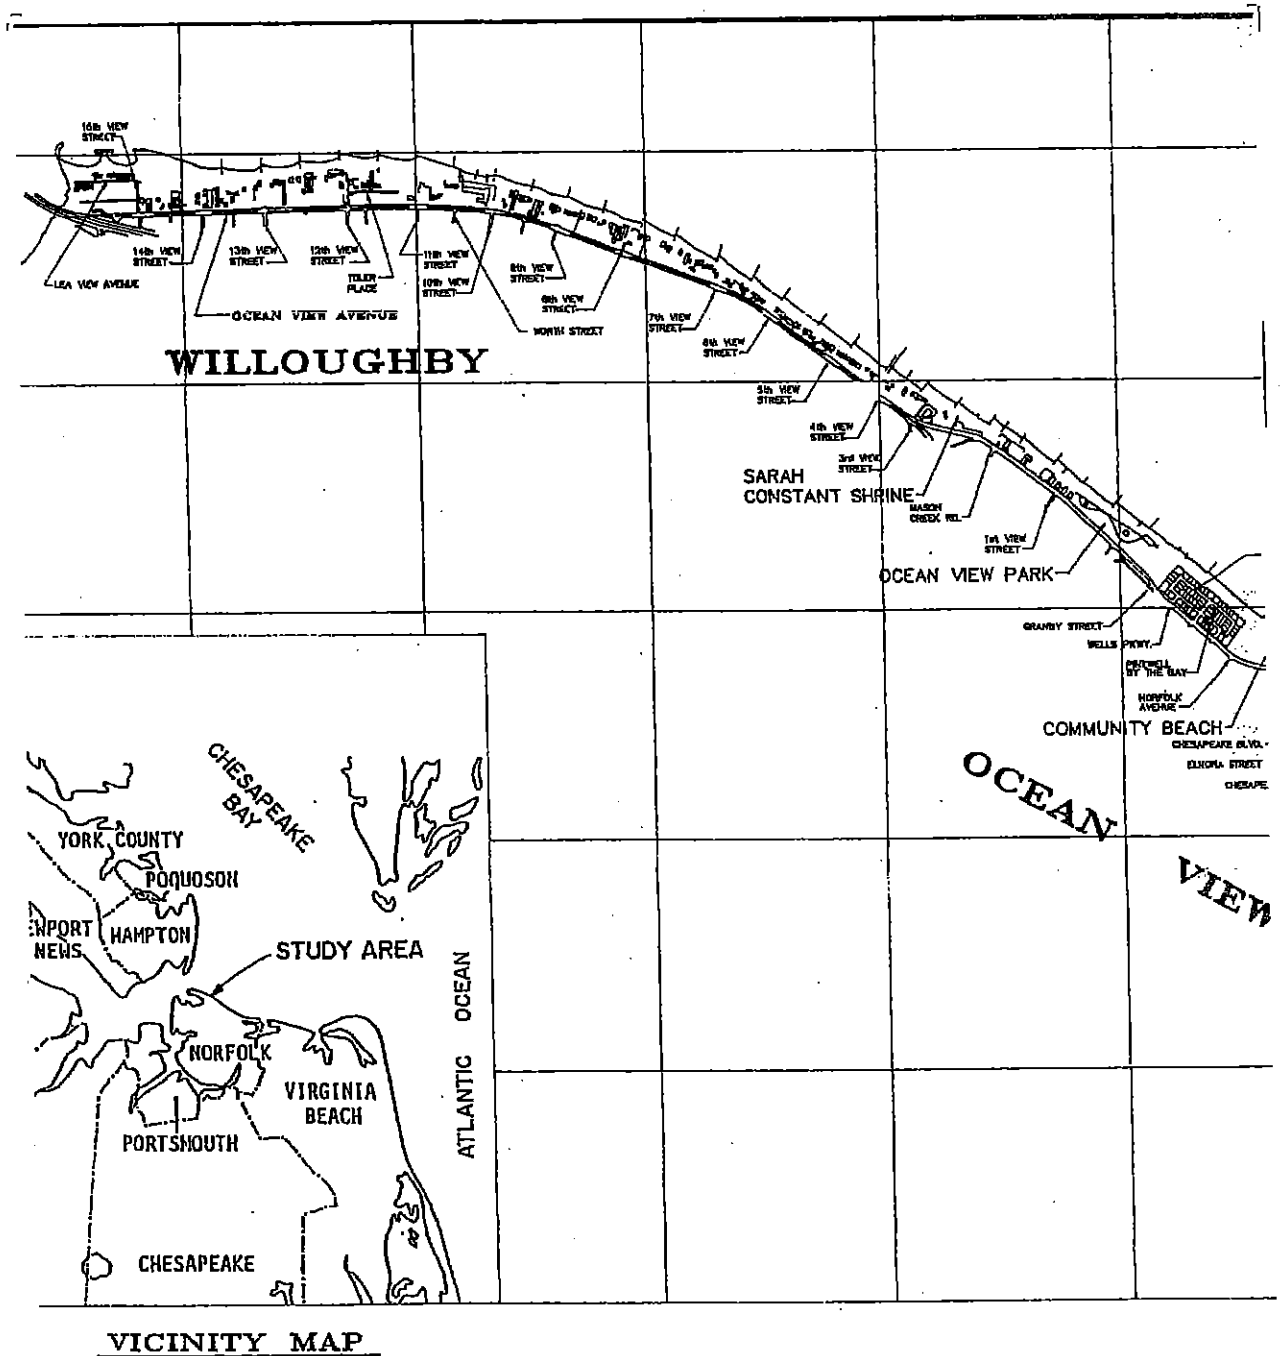 15th VIEW
STREET
LEA VIEW AVENUE
14th VIEW
STREET
13th VIEW
STREET
12th VIEW
STREET
TOLER
PLACE
11th VIEW
STREET
10th VIEW
STREET
9th VIEW
STREET
8th VIEW
STREET
7th VIEW
STREET
6th VIEW
STREET
5th VIEW
STREET
4th VIEW
STREET
3rd VIEW
STREET
OCEAN VIEW AVENUE
NORTH STREET
WILLOUGHBY
SARAH
CONSTANT SHRINE
MASON
CREEK RD.
1st VIEW
STREET
OCEAN VIEW PARK
GRANBY STREET
WELLS PKWY.
BY THE BAY
NORFOLK
AVENUE
COMMUNITY BEACH
CHESAPEAKE BLVD.
STREET
CHESAPE
OCEAN
VIEW
CHESAPEAKE
BAY
YORK COUNTY
POQUOSON
WPORT
NEWS
HAMPTON
STUDY AREA
NORFOLK
VIRGINIA
BEACH
PORTSMOUTH
CHESAPEAKE
ATLANTIC OCEAN
VICINITY MAP